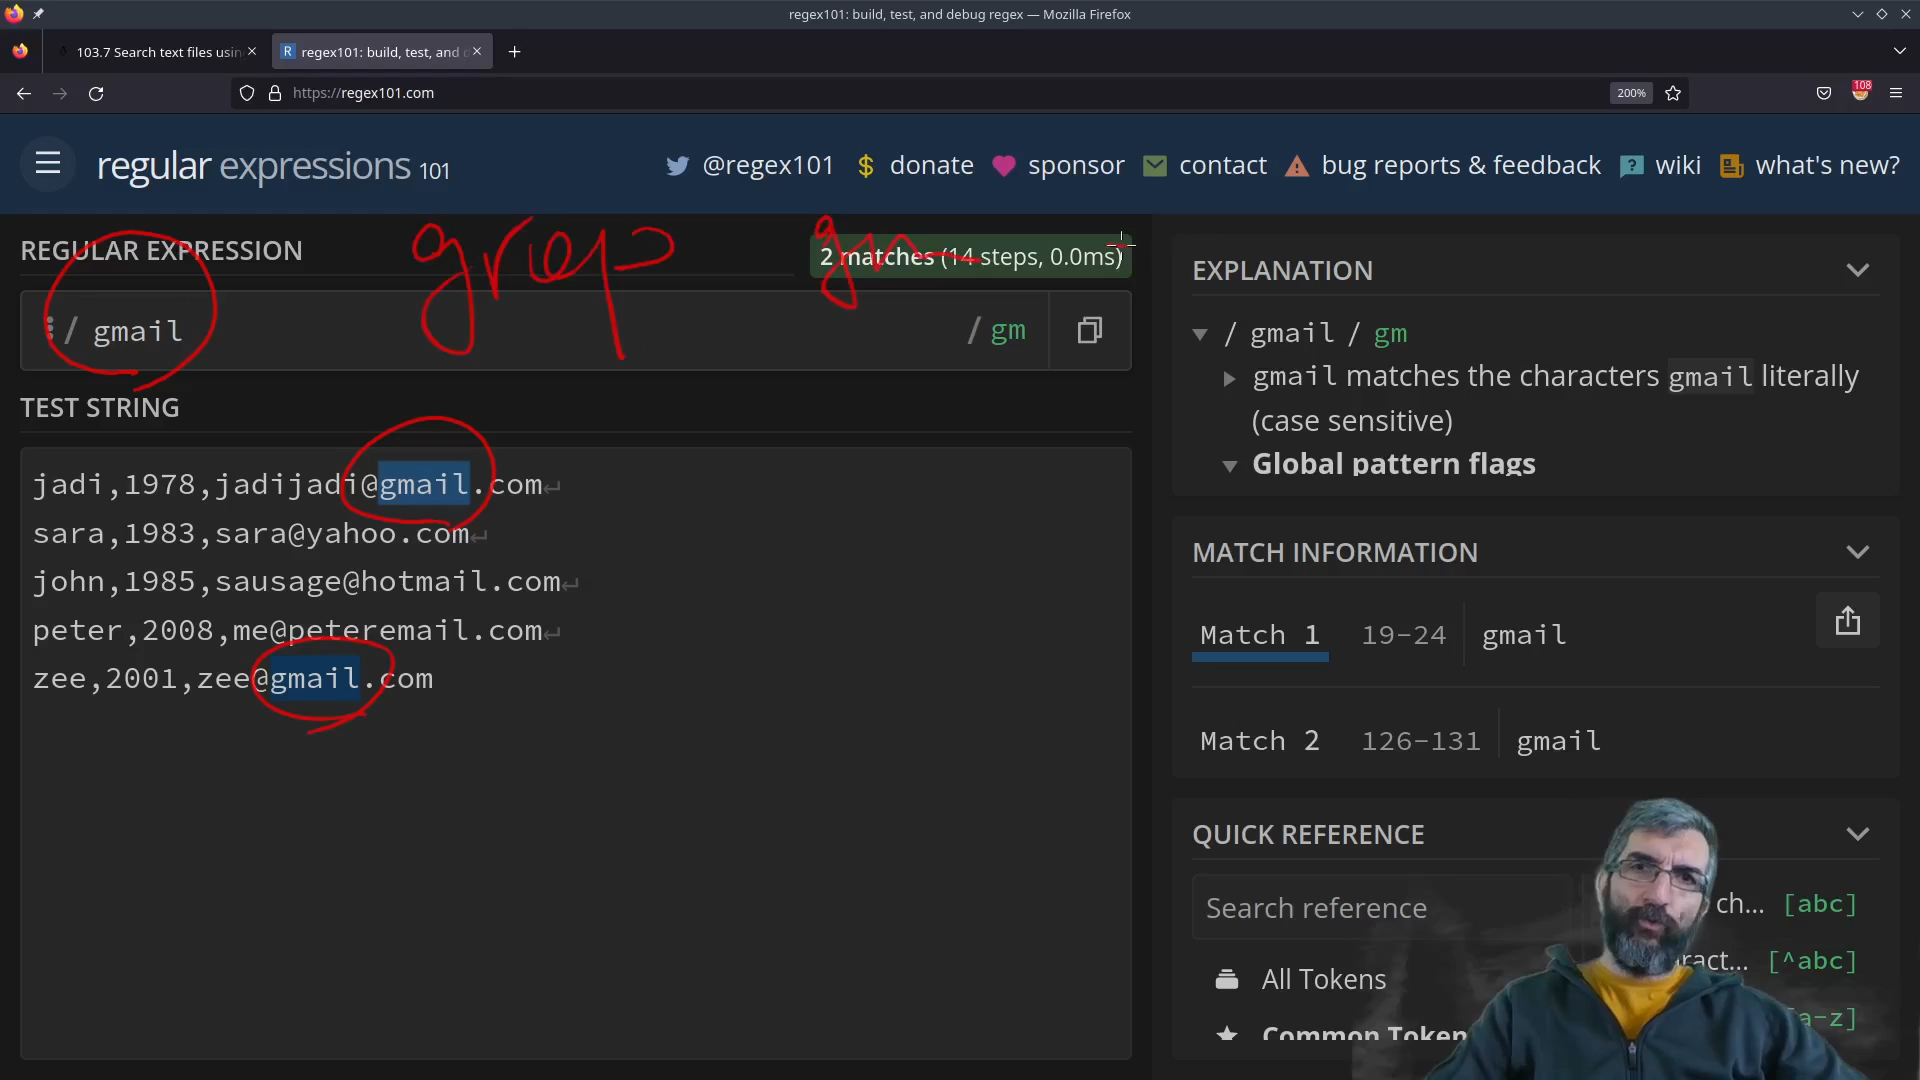 regex101: build, test, and debug regex — Mozilla Firefox
103.7 Search text files usin
R regex101: build, test, and d
https://regex101.com
200%
108
regular expressions 101
@regex101
$ donate
sponsor
contact
bug reports & feedback
? wiki
what's new?
REGULAR EXPRESSION
grep
gm
2 matches (14 steps, 0.0ms)
/ gmail
/ gm
TEST STRING
jadi,1978,jadijadi@gmail.com↵
sara,1983,sara@yahoo.com↵
john,1985,sausage@hotmail.com↵
peter,2008,me@peteremail.com↵
zee,2001,zee@gmail.com
EXPLANATION
/ gmail / gm
gmail matches the characters gmail literally
(case sensitive)
Global pattern flags
MATCH INFORMATION
Match 1 19-24 gmail
Match 2 126-131 gmail
QUICK REFERENCE
Search reference
All Tokens
Common Token
ch... [abc]
ract... [^abc]
a-z]